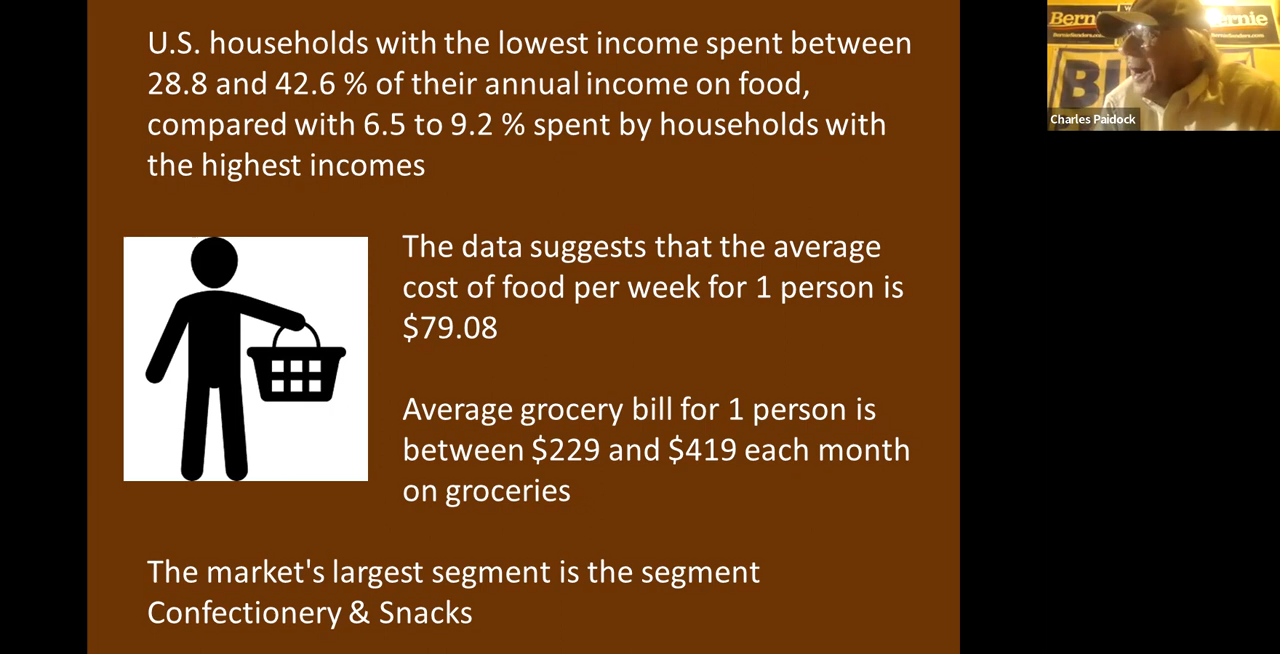 U.S. households with the lowest income spent between
28.8 and 42.6 % of their annual income on food,
compared with 6.5 to 9.2 % spent by households with
the highest incomes
The data suggests that the average
cost of food per week for 1 person is
$79.08
Average grocery bill for 1 person is
between $229 and $419 each month
on groceries
The market's largest segment is the segment
Confectionery & Snacks
Charles Paidock